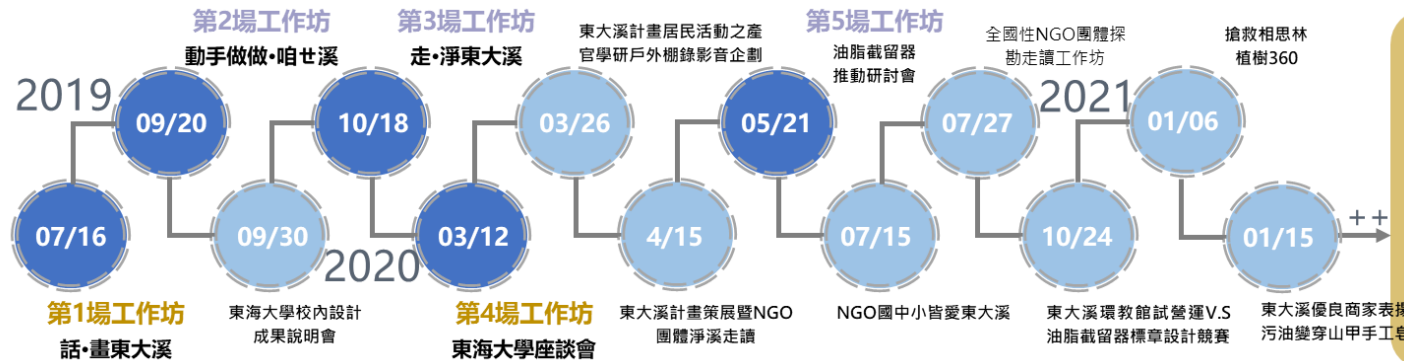 第2場工作坊
動手做做•咱ㄝ溪
第3場工作坊
走•淨東大溪
東大溪計畫居民活動之產
官學研戶外棚錄影音企劃
第5場工作坊
油脂截留器
推動研討會
全國性NGO團體探
勘走讀工作坊
搶救相思林
植樹360
2019
2021
09/20
10/18
03/26
05/21
07/27
01/06
07/16
09/30
03/12
4/15
07/15
10/24
01/15
++
2020
第1場工作坊
話•畫東大溪
東海大學校內設計
成果說明會
第4場工作坊
東海大學座談會
東大溪計畫策展暨NGO
團體淨溪走讀
NGO國中小皆愛東大溪
東大溪環教館試營運V.S
油脂截留器標章設計競賽
東大溪優良商家表揚
污油變穿山甲手工皂